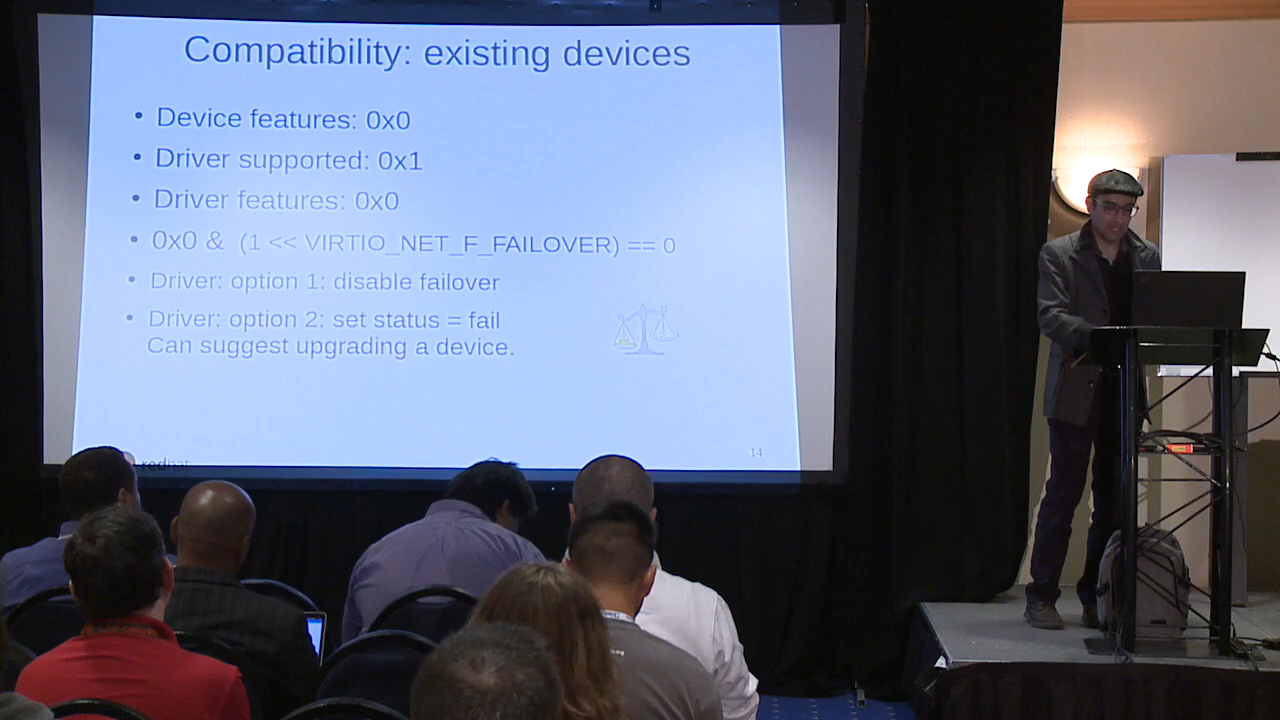 Compatibility: existing devices
• Device features: 0x0
• Driver supported: 0x1
• Driver features: 0x0
• 0x0 & (1 << VIRTIO_NET_F_FAILOVER) == 0
• Driver: option 1: disable failover
• Driver: option 2: set status = fail
Can suggest upgrading a device.
redhat
14